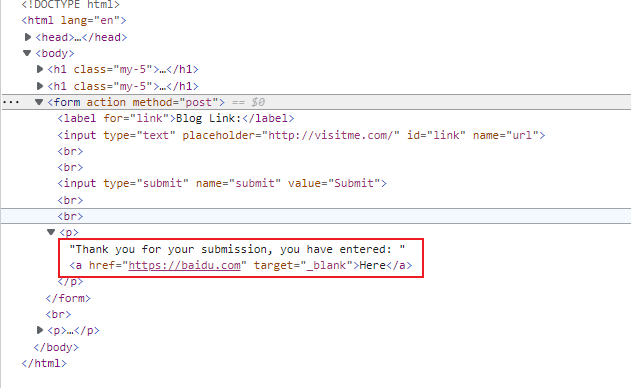 <!DOCTYPE html>
<html lang="en">
<head>…</head>
<body>
<h1 class="my-5">…</h1>
<h1 class="my-5">…</h1>
<form action method="post"> == $0
<label for="link">Blog Link:</label>
<input type="text" placeholder="http://visitme.com/" id="link" name="url">
<br>
<br>
<input type="submit" name="submit" value="Submit">
<br>
<br>
<p>
"Thank you for your submission, you have entered: "
<a href="https://baidu.com" target="_blank">Here</a>
</p>
</form>
<br>
<p>…</p>
</body>
</html>